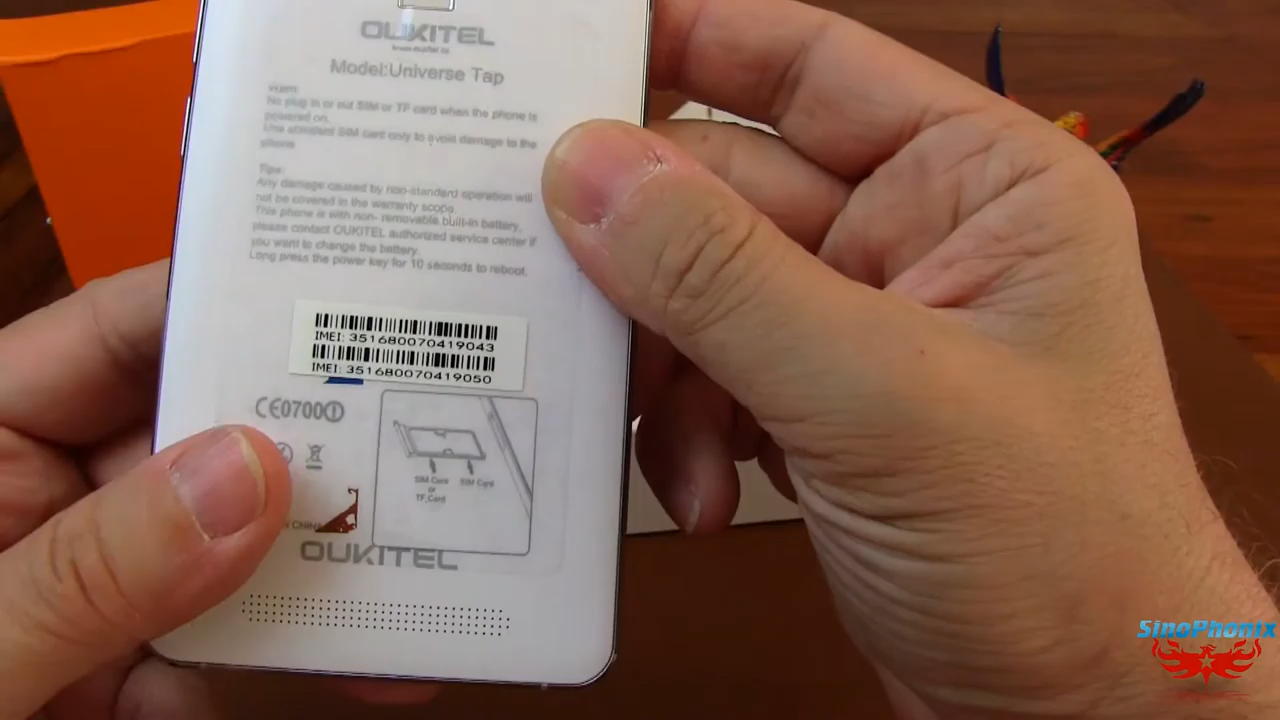 OUKITEL
Model:Universe Tap
Warn:
No plug in or out SIM or TF card when the phone is
powered on.
Use standard SIM card only to avoid damage to the
phone
Tips:
Any damage caused by non-standard operation will
not be covered in the warranty scope.
This phone is with non- removable built-in battery,
please contact OUKITEL authorized service center if
you want to change the battery.
Long press the power key for 10 seconds to reboot.
IMEI: 351680070419043
IMEI: 351680070419050
CE0700
SIM Card
or
TF Card
SIM Card
CHINA
OUKITEL
SinoPhonix